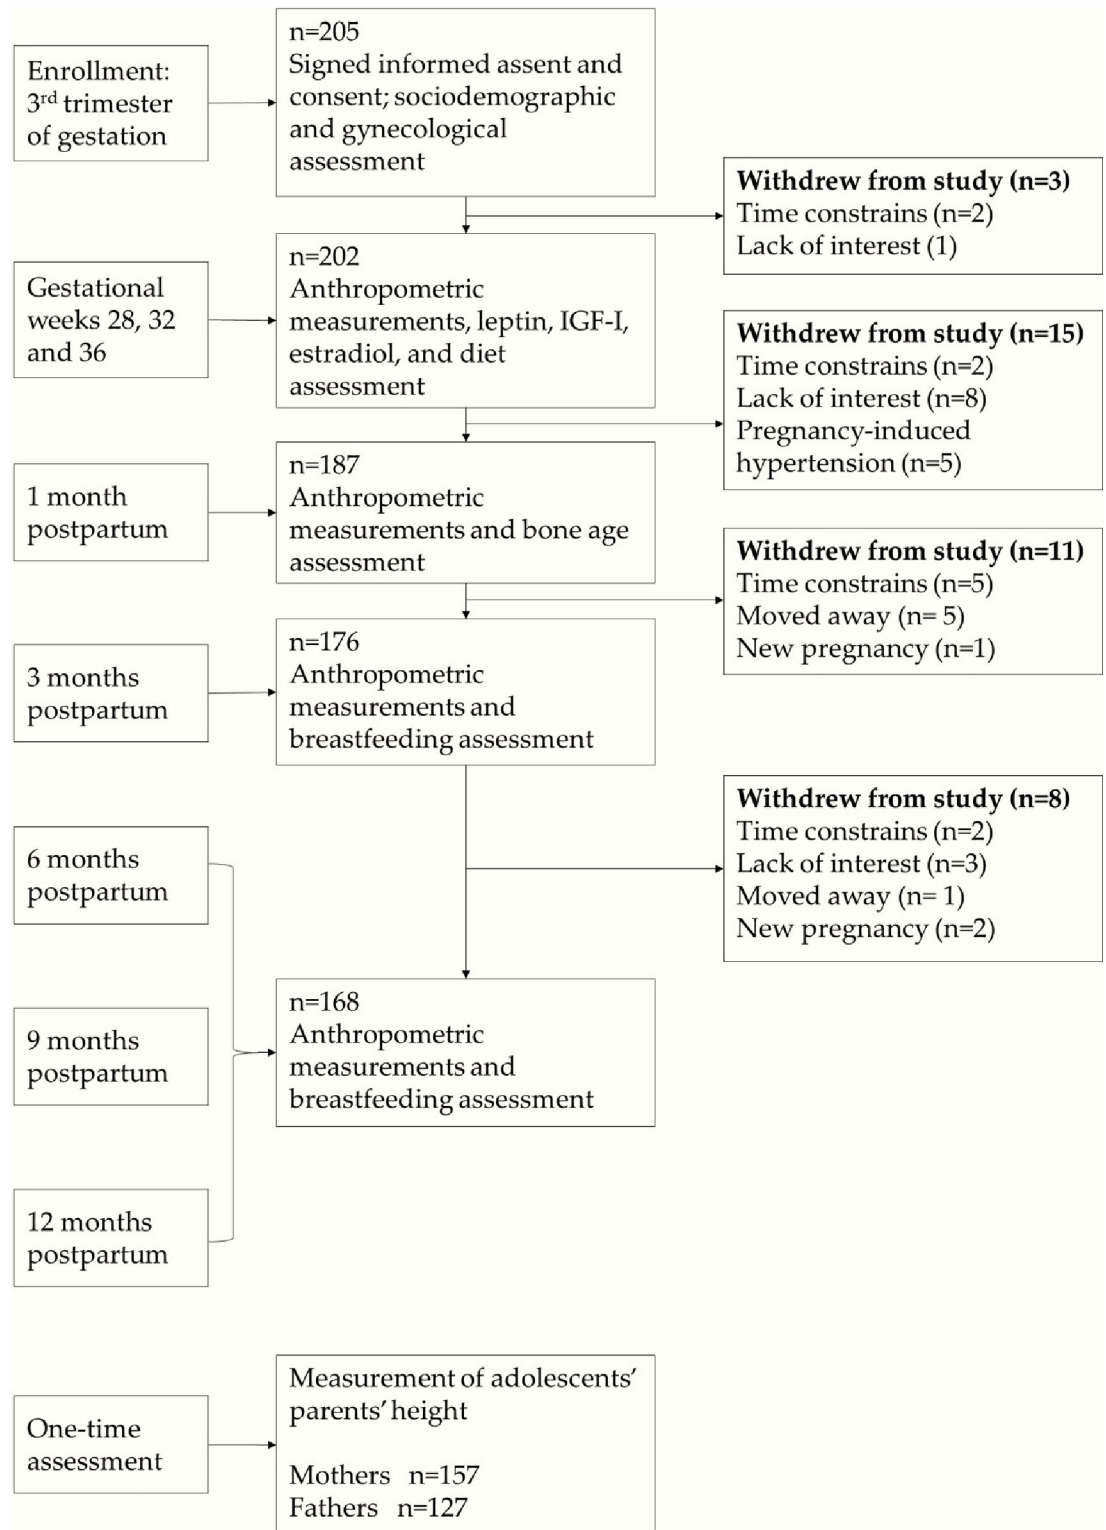 n=205
Signed informed assent and
consent; sociodemographic
and gynecological
assessment
Enrollment:
3rd trimester
of gestation
Withdrew from study (n=3)
Time constrains (n=2)
Lack of interest (1)
n=202
Anthropometric
measurements, leptin, IGF-I,
estradiol, and diet
assessment
Gestational
weeks 28, 32
and 36
Withdrew from study (n=15)
Time constrains (n=2)
Lack of interest (n=8)
Pregnancy-induced
hypertension (n=5)
n=187
Anthropometric
measurements and bone age
assessment
1 month
postpartum
Withdrew from study (n=11)
Time constrains (n=5)
Moved away (n= 5)
New pregnancy (n=1)
n=176
Anthropometric
measurements and
breastfeeding assessment
3 months
postpartum
Withdrew from study (n=8)
Time constrains (n=2)
Lack of interest (n=3)
Moved away (n= 1)
New pregnancy (n=2)
6 months
postpartum
n=168
Anthropometric
measurements and
breastfeeding assessment
9 months
postpartum
12 months
postpartum
Measurement of adolescents’
parents’ height
One-time
assessment
Mothers n=157
Fathers n=127